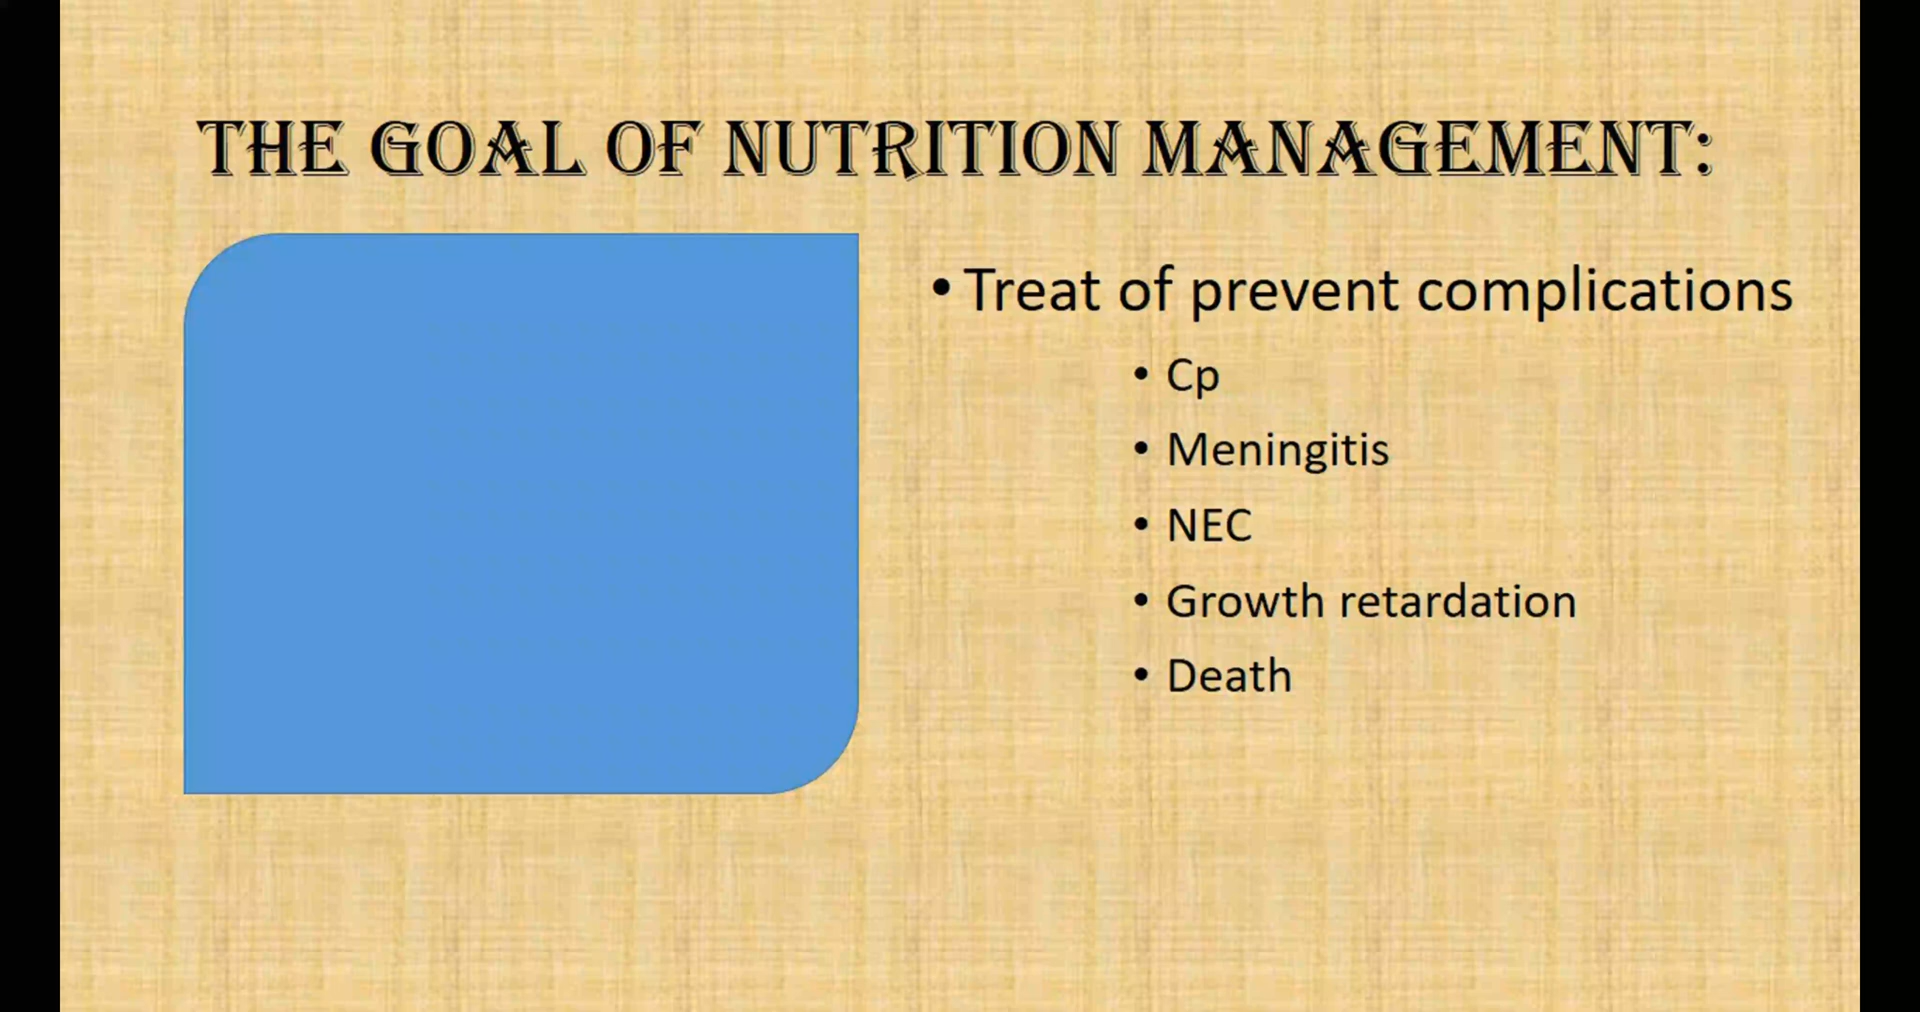 THE GOAL OF NUTRITION MANAGEMENT:
• Treat of prevent complications
• Cp
• Meningitis
• NEC
• Growth retardation
• Death